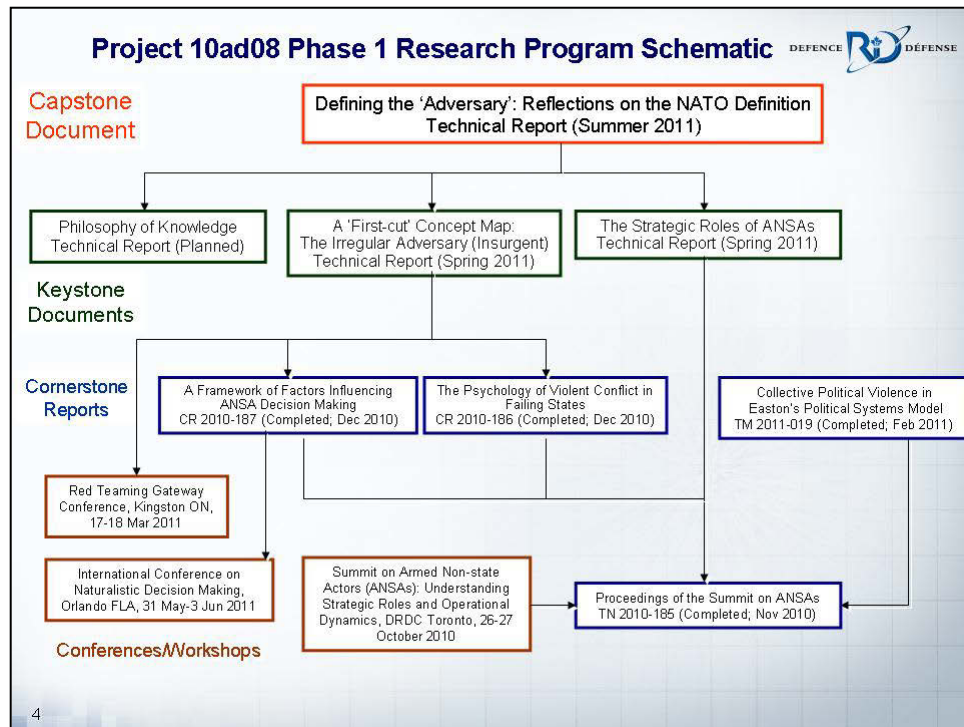 Project 10ad08 Phase 1 Research Program Schematic
DEFENCE R D DÉFENSE
Capstone
Document
Defining the 'Adversary': Reflections on the NATO Definition
Technical Report (Summer 2011)
Philosophy of Knowledge
Technical Report (Planned)
A 'First-cut' Concept Map:
The Irregular Adversary (Insurgent)
Technical Report (Spring 2011)
The Strategic Roles of ANSAs
Technical Report (Spring 2011)
Keystone
Documents
Cornerstone
Reports
A Framework of Factors Influencing
ANSA Decision Making
CR 2010-187 (Completed; Dec 2010)
The Psychology of Violent Conflict in
Failing States
CR 2010-186 (Completed; Dec 2010)
Collective Political Violence in
Easton's Political Systems Model
TM 2011-019 (Completed; Feb 2011)
Red Teaming Gateway
Conference, Kingston ON,
17-18 Mar 2011
International Conference on
Naturalistic Decision Making,
Orlando FLA, 31 May-3 Jun 2011
Summit on Armed Non-state
Actors (ANSAs): Understanding
Strategic Roles and Operational
Dynamics, DRDC Toronto, 26-27
October 2010
Proceedings of the Summit on ANSAs
TN 2010-185 (Completed; Nov 2010)
Conferences/Workshops
4